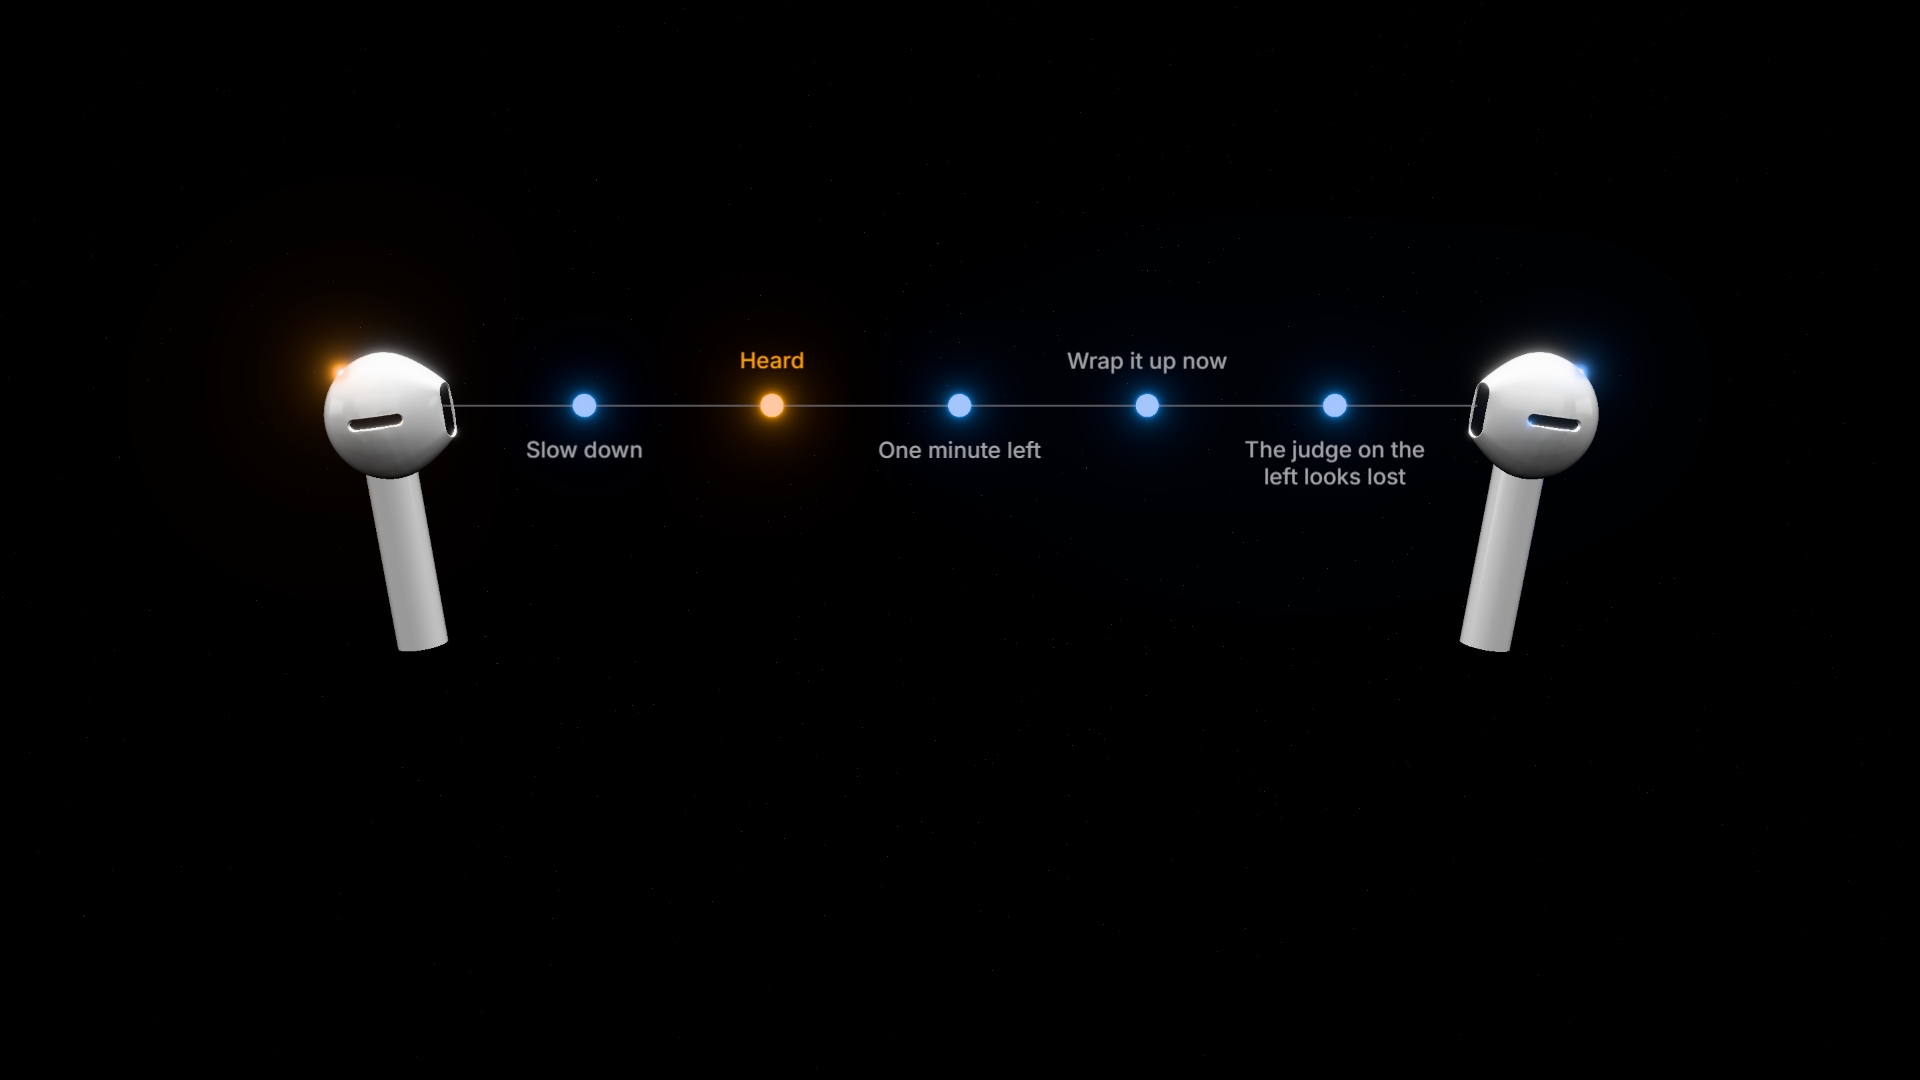 Slow down
Heard
One minute left
Wrap it up now
The judge on the
left looks lost